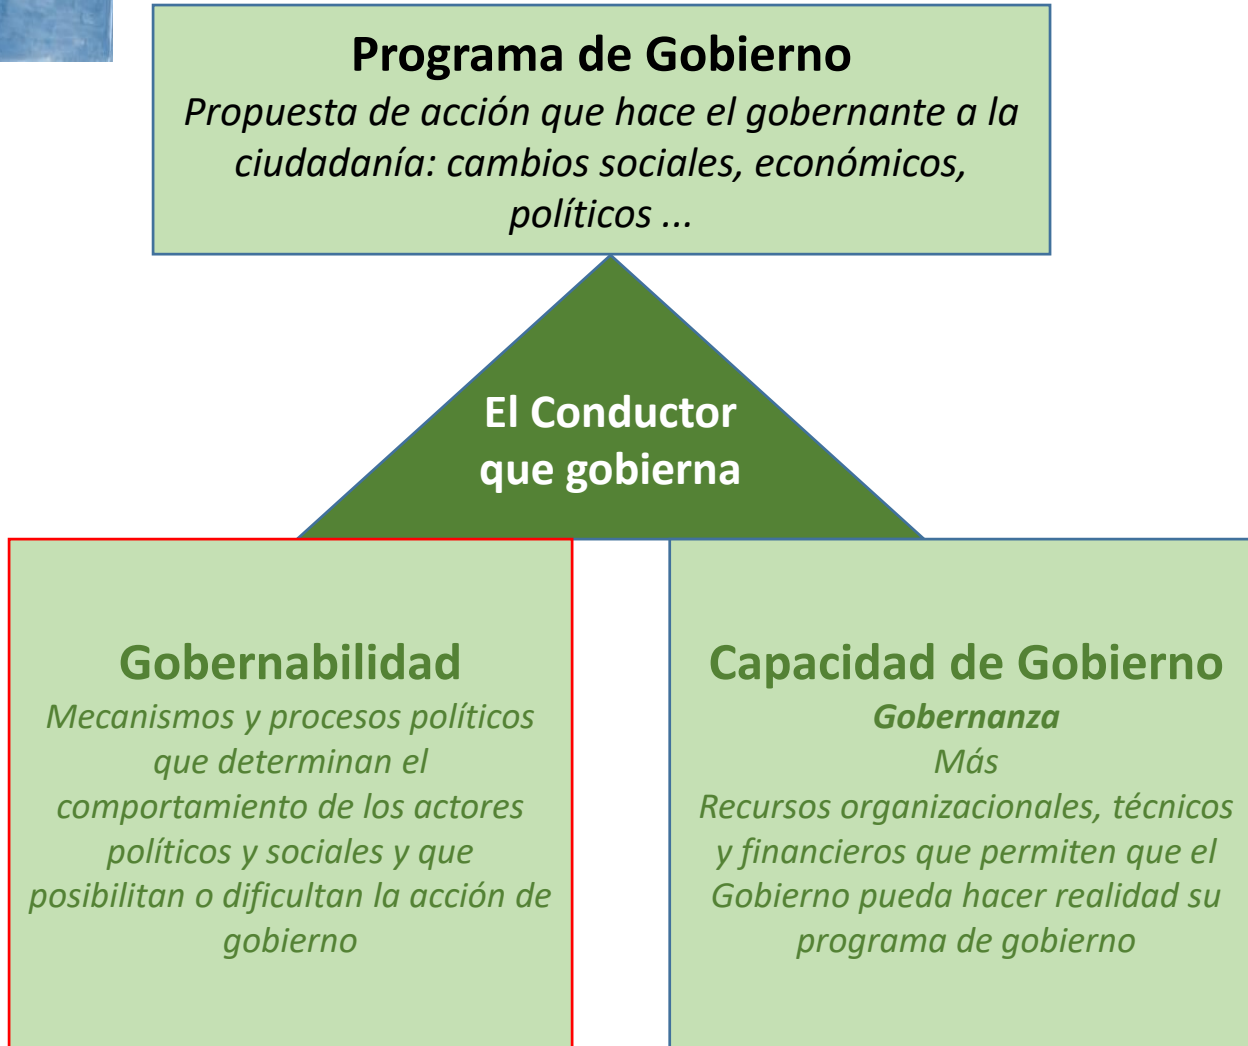 Programa de Gobierno
Propuesta de acción que hace el gobernante a la
ciudadanía: cambios sociales, económicos,
políticos ...
El Conductor
que gobierna
Gobernabilidad
Mecanismos y procesos políticos
que determinan el
comportamiento de los actores
políticos y sociales y que
posibilitan o dificultan la acción de
gobierno
Capacidad de Gobierno
Gobernanza
Más
Recursos organizacionales, técnicos
y financieros que permiten que el
Gobierno pueda hacer realidad su
programa de gobierno